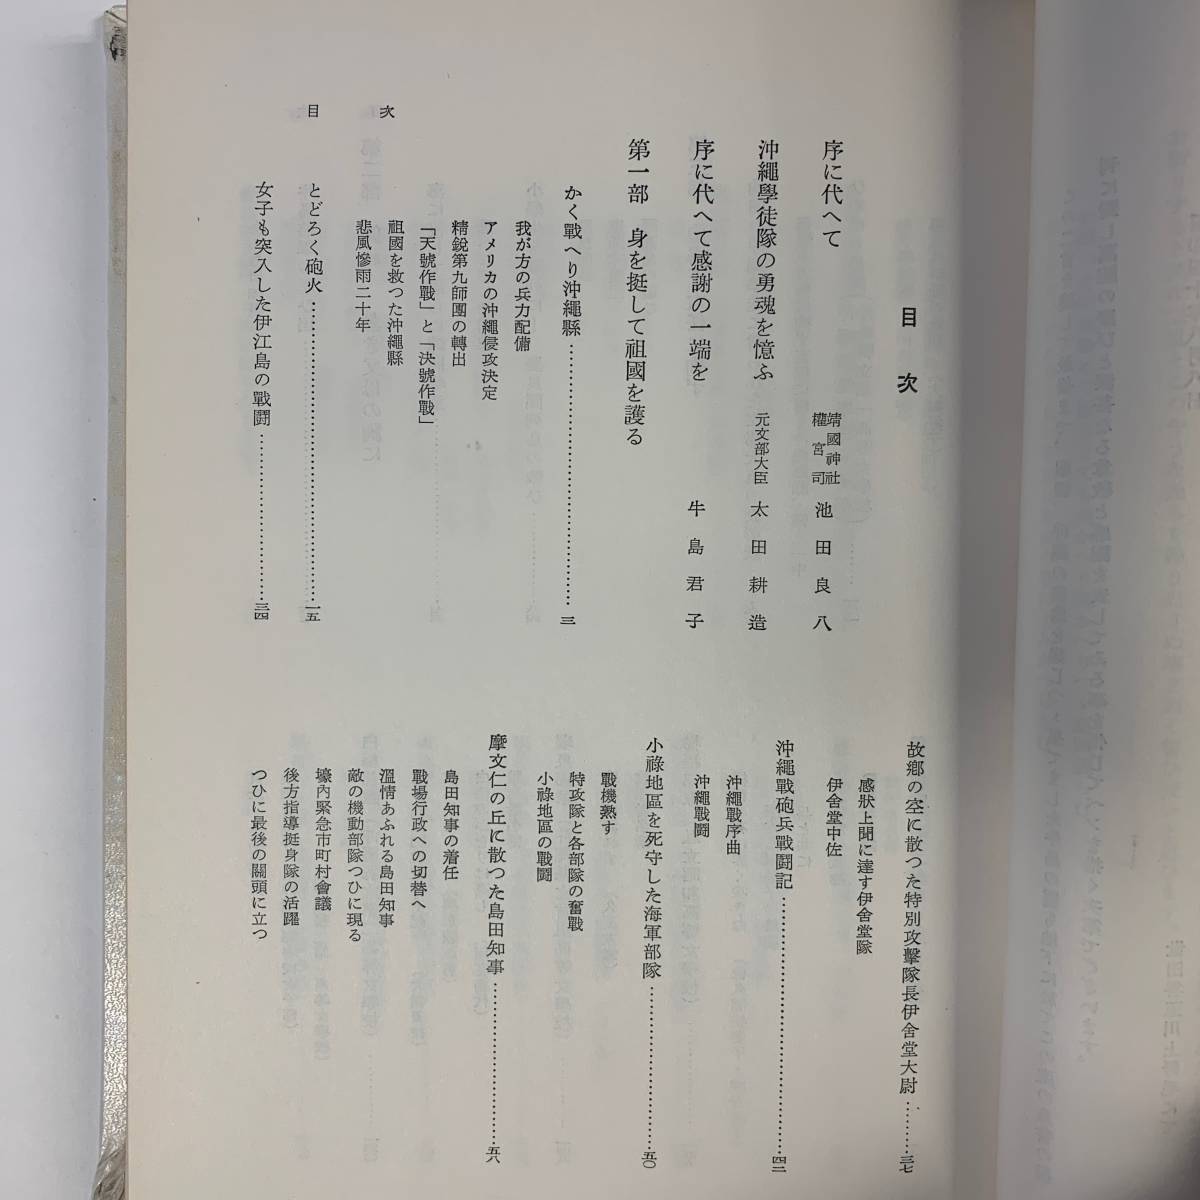 目次
序に代へて 靖國神社 權宮司 池田良八
沖繩學徒隊の勇魂を憶ふ 元文部大臣 太田耕造
序に代へて感謝の一端を 牛島君子
第一部 身を挺して祖國を護る
かく戰へり沖繩縣……………三
我が方の兵力配備
アメリカの沖繩侵攻決定
精銳第九師團の轉出
「天號作戰」と「決號作戰」
祖國を救つた沖繩縣
悲風慘雨二十年
とどろく砲火……………一五
女子も突入した伊江島の戰鬪……………三四
目次
故鄕の空に散つた特別攻擊隊長伊舍堂大尉……………三七
感狀上聞に達す伊舍堂隊
伊舍堂中佐
沖繩戰砲兵戰鬪記……………四二
沖繩戰序曲
沖繩戰鬪
小祿地區を死守した海軍部隊……………五〇
戰機熟す
特攻隊と各部隊の奮戰
小祿地區の戰鬪
摩文仁の丘に散つた島田知事……………五八
島田知事の着任
戰場行政への切替へ
溫情あふれる島田知事
敵の機動部隊つひに現る
壕內緊急市町村會議
後方指導挺身隊の活躍
つひに最後の關頭に立つ